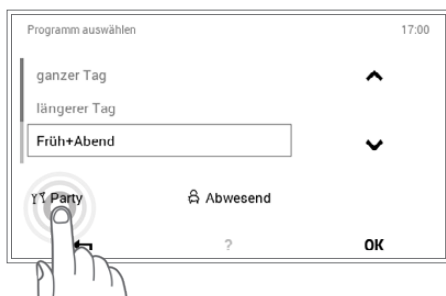 Programm auswählen 17:00
ganzer Tag
längerer Tag
Früh+Abend
Party Abwesend
? OK